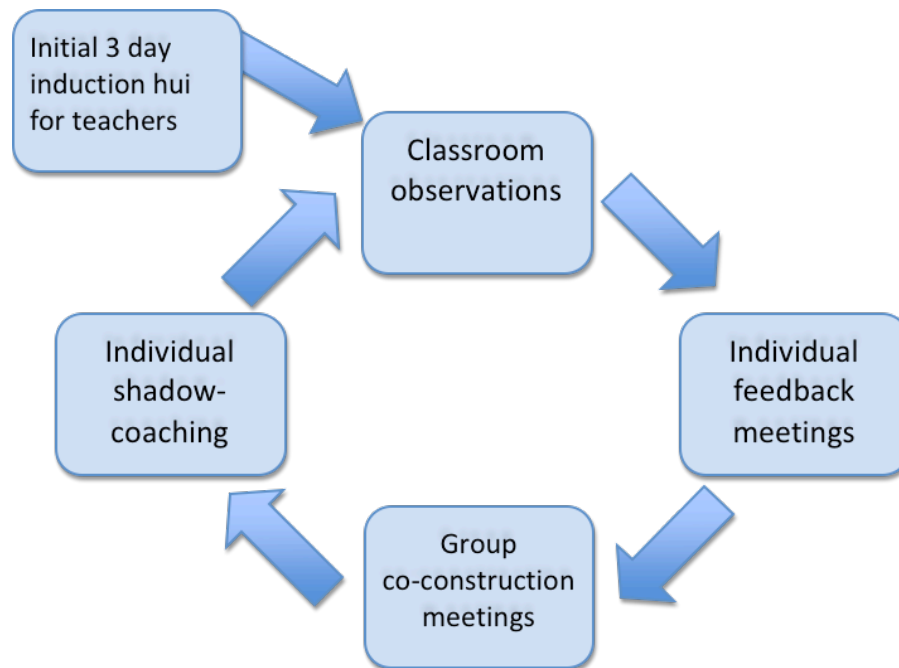 Initial 3 day
induction hui
for teachers
Classroom
observations
Individual
feedback
meetings
Group
co-construction
meetings
Individual
shadow-
coaching